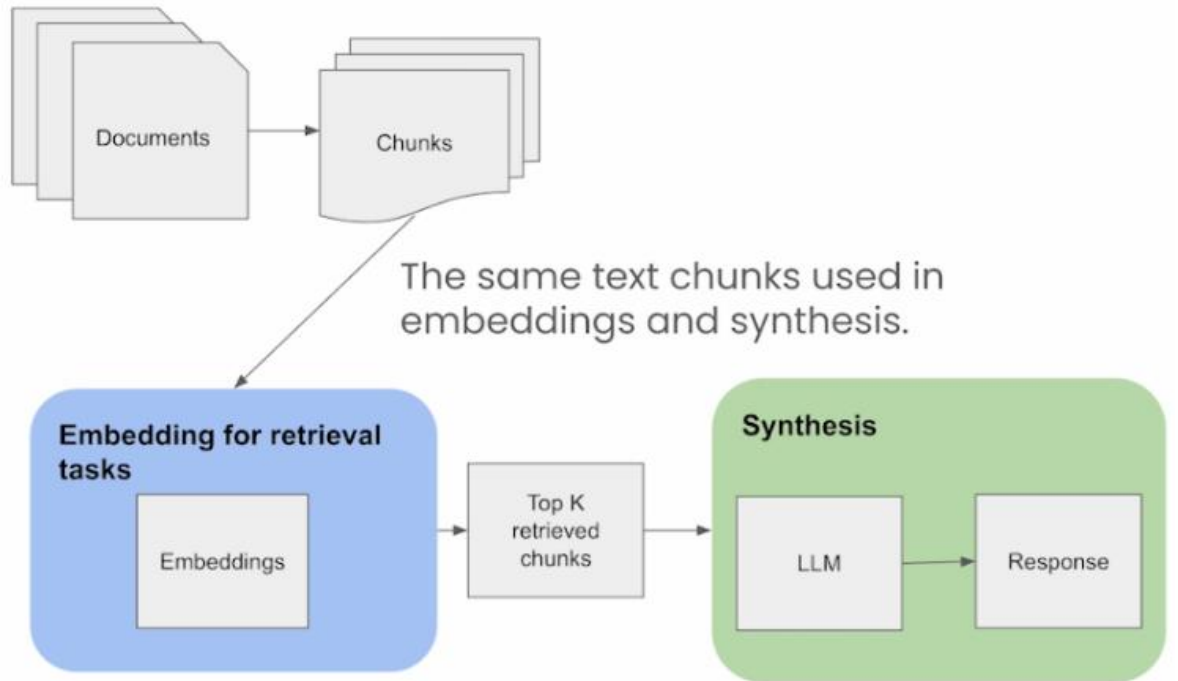 Documents
Chunks
The same text chunks used in
embeddings and synthesis.
Embedding for retrieval
tasks
Embeddings
Top K
retrieved
chunks
Synthesis
LLM
Response